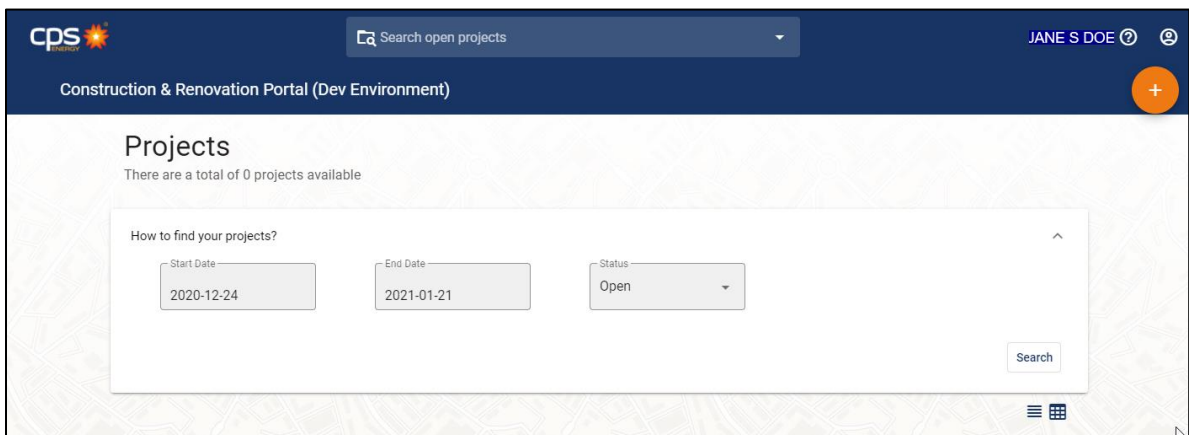 cps
ENERGY
Search open projects
JANE S DOE
Construction & Renovation Portal (Dev Environment)
+
Projects
There are a total of 0 projects available
How to find your projects?
Start Date
End Date
Status
2020-12-24
2021-01-21
Open
Search